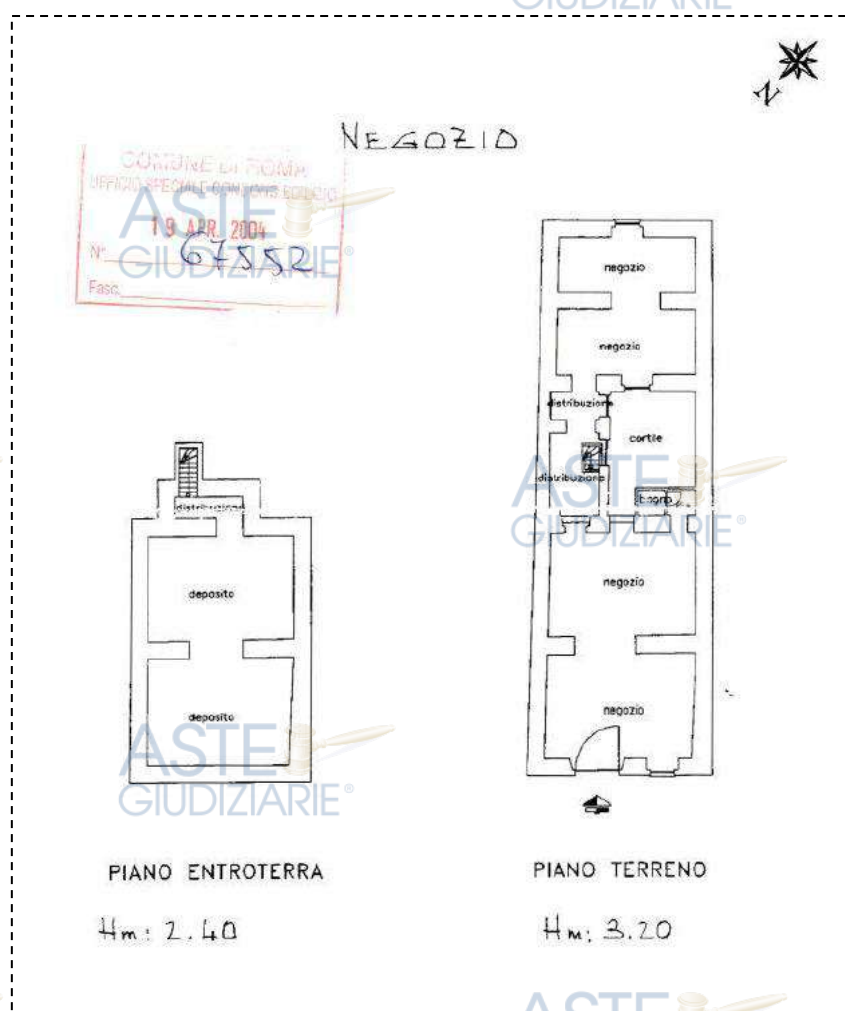 GIUDIZIARIE
N
NEGOZIO
COMUNE DI ROMA
UFFICIO SPECIALE CONDONO EDILIZIO
19 APR. 2004
N° 67552
Fasc.
ASTE
GIUDIZIARIE®
negozio
negozio
distribuzione
cortile
distribuzione
bagno
negozio
negozio
distribuzione
deposito
deposito
ASTE
GIUDIZIARIE®
ASTE
GIUDIZIARIE®
PIANO ENTROTERRA
PIANO TERRENO
Hm: 2.40
Hm: 3.20
ASTE